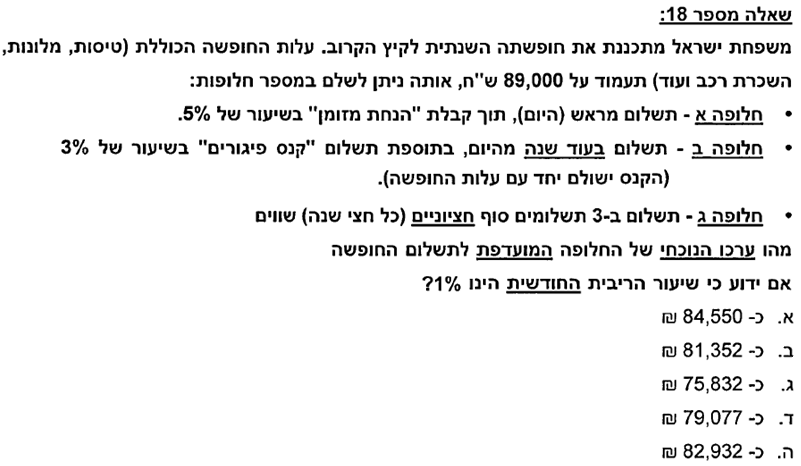 שאלה מספר 18:
משפחת ישראל מתכננת את חופשתה השנתית לקיץ הקרוב. עלות החופשה הכוללת (טיסות, מלונות,
השכרת רכב ועוד) תעמוד על 89,000 ש"ח, אותה ניתן לשלם במספר חלופות:
• חלופה א - תשלום מראש (היום), תוך קבלת "הנחת מזומן" בשיעור של 5%.
• חלופה ב - תשלום בעוד שנה מהיום, בתוספת תשלום "קנס פיגורים" בשיעור של 3%
(הקנס ישולם יחד עם עלות החופשה).
• חלופה ג - תשלום ב-3 תשלומים סוף חציוניים (כל חצי שנה) שווים
מהו ערכו הנוכחי של החלופה המועדפת לתשלום החופשה
אם ידוע כי שיעור הריבית החודשית הינו 1%?
א. כ- 84,550 ₪
ב. כ- 81,352 ₪
ג. כ- 75,832 ₪
ד. כ- 79,077 ₪
ה. כ- 82,932 ₪